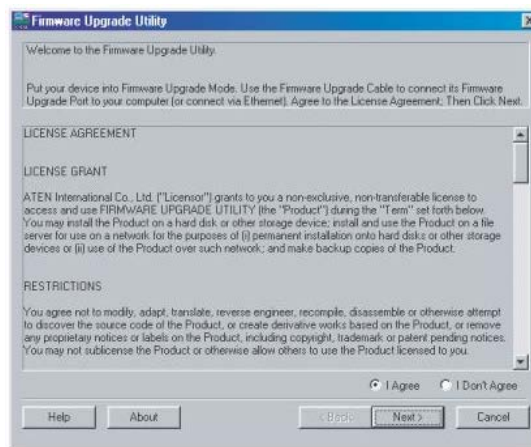 Firmware Upgrade Utility
Welcome to the Firmware Upgrade Utility.
Put your device into Firmware Upgrade Mode. Use the Firmware Upgrade Cable to connect its Firmware
Upgrade Port to your computer (or connect via Ethernet). Agree to the License Agreement; Then Click Next.
LICENSE AGREEMENT
LICENSE GRANT
ATEN International Co., Ltd. ("Licensor") grants to you a non-exclusive, non-transferable license to
access and use FIRMWARE UPGRADE UTILITY (the "Product") during the "Term" set forth below.
You may install the Product on a hard disk or other storage device; install and use the Product on a file
server for use on a network for the purposes of (i) permanent installation onto hard disks or other storage
devices or (ii) use of the Product over such network; and make backup copies of the Product.
RESTRICTIONS
You agree not to modify, adapt, translate, reverse engineer, recompile, disassemble or otherwise attempt
to discover the source code of the Product, or create derivative works based on the Product, or remove
any proprietary notices or labels on the Product, including copyright, trademark or patent pending notices.
You may not sublicense the Product or otherwise allow others to use the Product licensed to you.
I Agree I Don't Agree
Help About < Back Next > Cancel